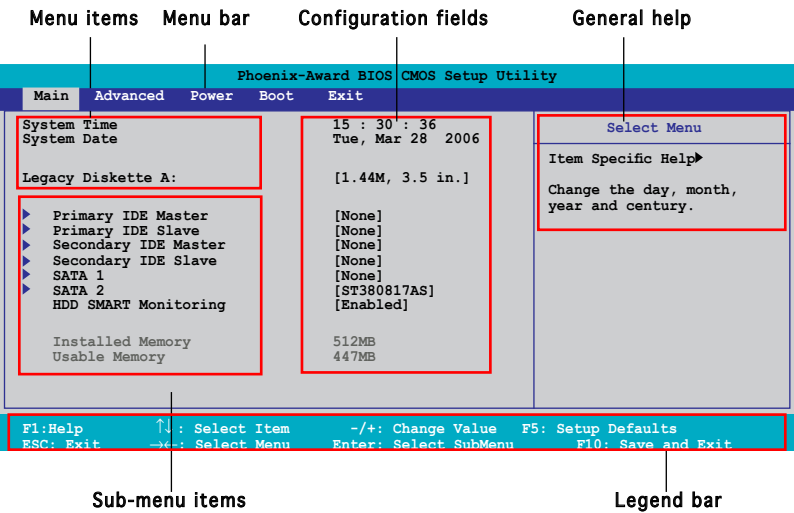 Menu items Menu bar Configuration fields General help
Phoenix-Award BIOS CMOS Setup Utility
Main Advanced Power Boot Exit
System Time 15 : 30 : 36
System Date Tue, Mar 28 2006
Legacy Diskette A: [1.44M, 3.5 in.]
Primary IDE Master [None]
Primary IDE Slave [None]
Secondary IDE Master [None]
Secondary IDE Slave [None]
SATA 1 [None]
SATA 2 [ST380817AS]
HDD SMART Monitoring [Enabled]
Installed Memory 512MB
Usable Memory 447MB
Select Menu
Item Specific Help
Change the day, month,
year and century.
F1:Help ↑↓: Select Item -/+: Change Value F5: Setup Defaults
ESC: Exit →←: Select Menu Enter: Select SubMenu F10: Save and Exit
Sub-menu items Legend bar